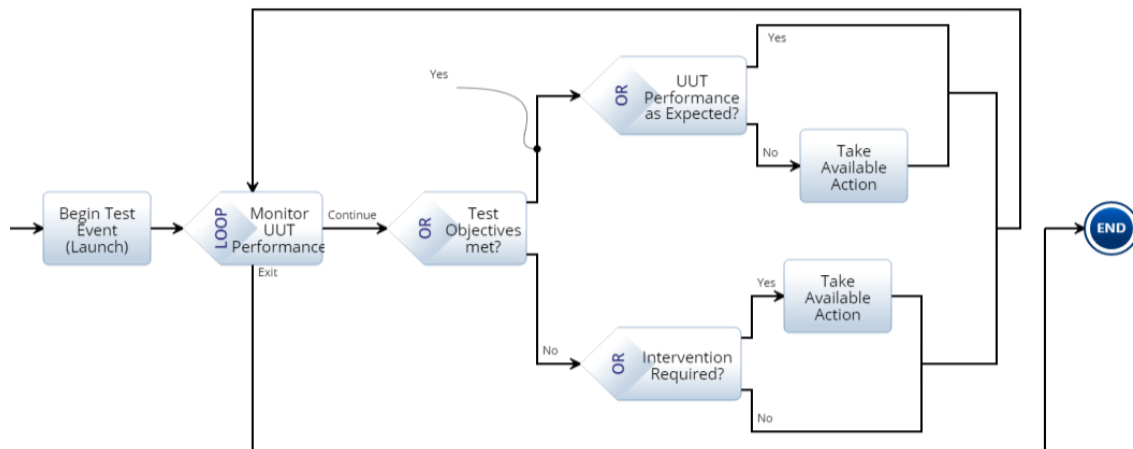 Begin Test
Event
(Launch)
LOOP
Monitor
UUT
Performance
Continue
Exit
OR
Test
Objectives
met?
Yes
No
OR
UUT
Performance
as Expected?
Yes
No
Take
Available
Action
OR
Intervention
Required?
Yes
No
Take
Available
Action
END